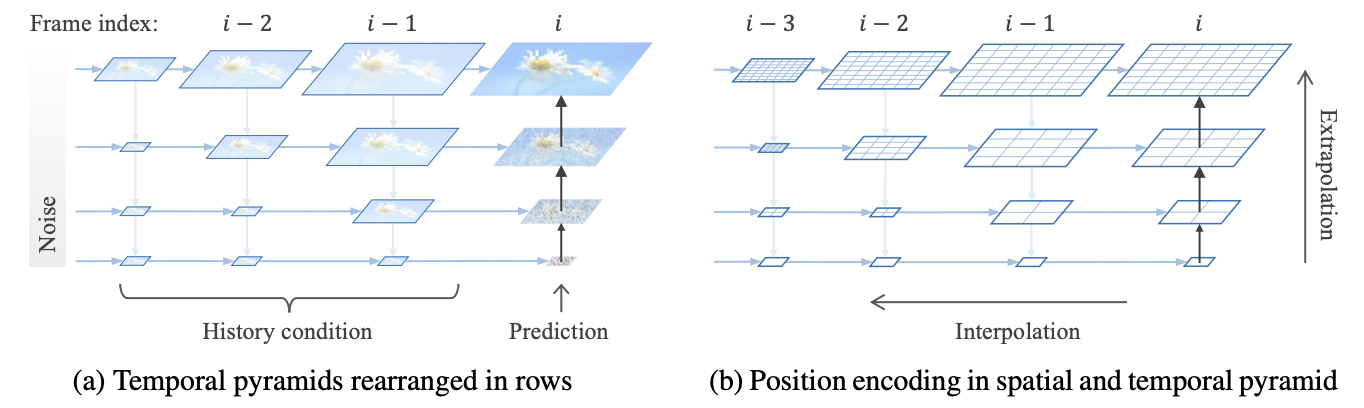 Frame index: i − 2 i − 1 i
Noise
History condition
Prediction
(a) Temporal pyramids rearranged in rows
i − 3 i − 2 i − 1 i
Extrapolation
Interpolation
(b) Position encoding in spatial and temporal pyramid